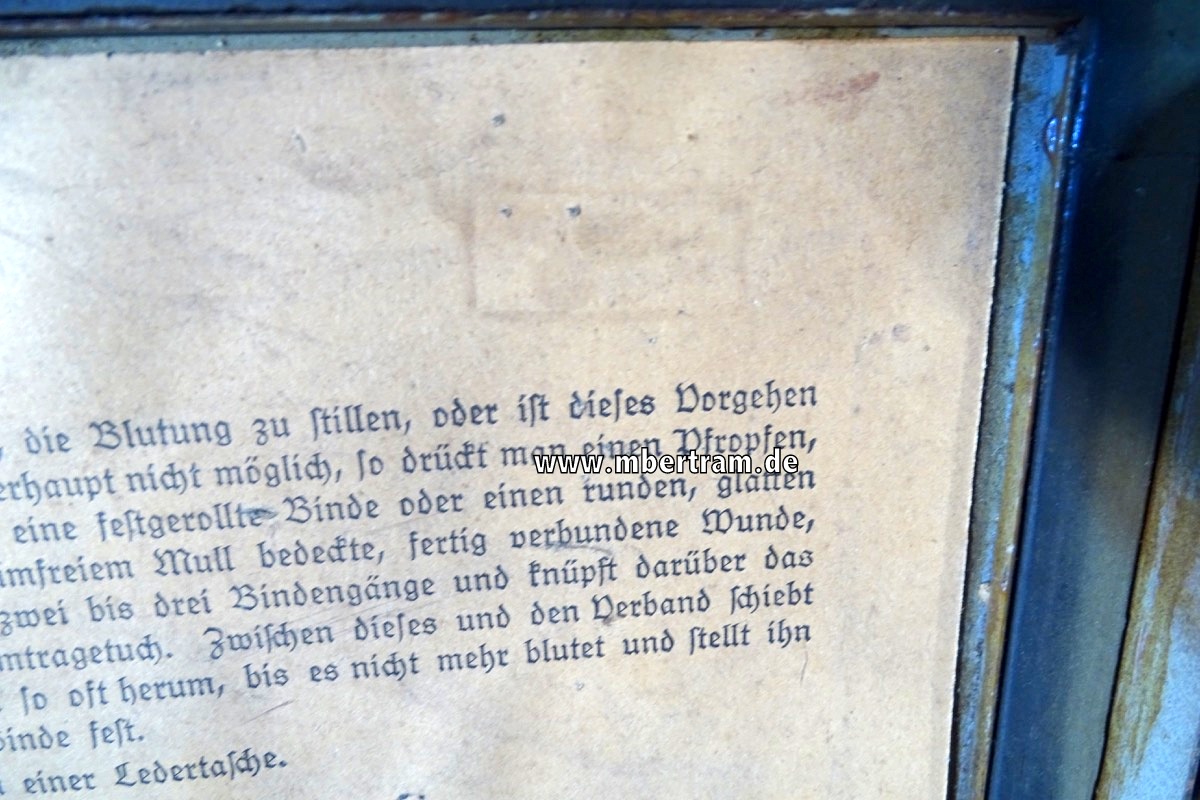 , die Blutung zu stillen, oder ist dieses Vorgehen
erhaupt nicht möglich, so drückt man einen Pfropfen,
www.mbertram.de
eine festgerollte Binde oder einen runden, glatten
imfreiem Mull bedeckte, fertig verbundene Wunde,
zwei bis drei Bindengänge und knüpft darüber das
mtragetuch. Zwischen dieses und den Verband schiebt
so oft herum, bis es nicht mehr blutet und stellt ihn
Binde fest.
einer Ledertasche.